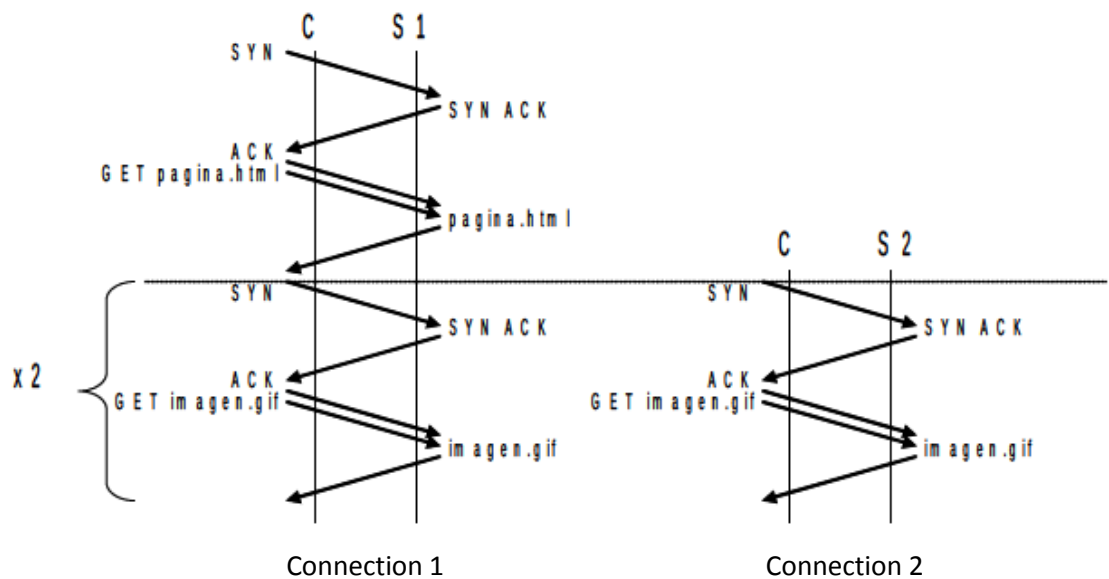 C
S1
SYN
SYN ACK
ACK
GET pagina.html
pagina.html
C
S2
SYN
SYN ACK
x2
ACK
GET imagen.gif
imagen.gif
SYN
SYN ACK
ACK
GET imagen.gif
imagen.gif
Connection 1
Connection 2